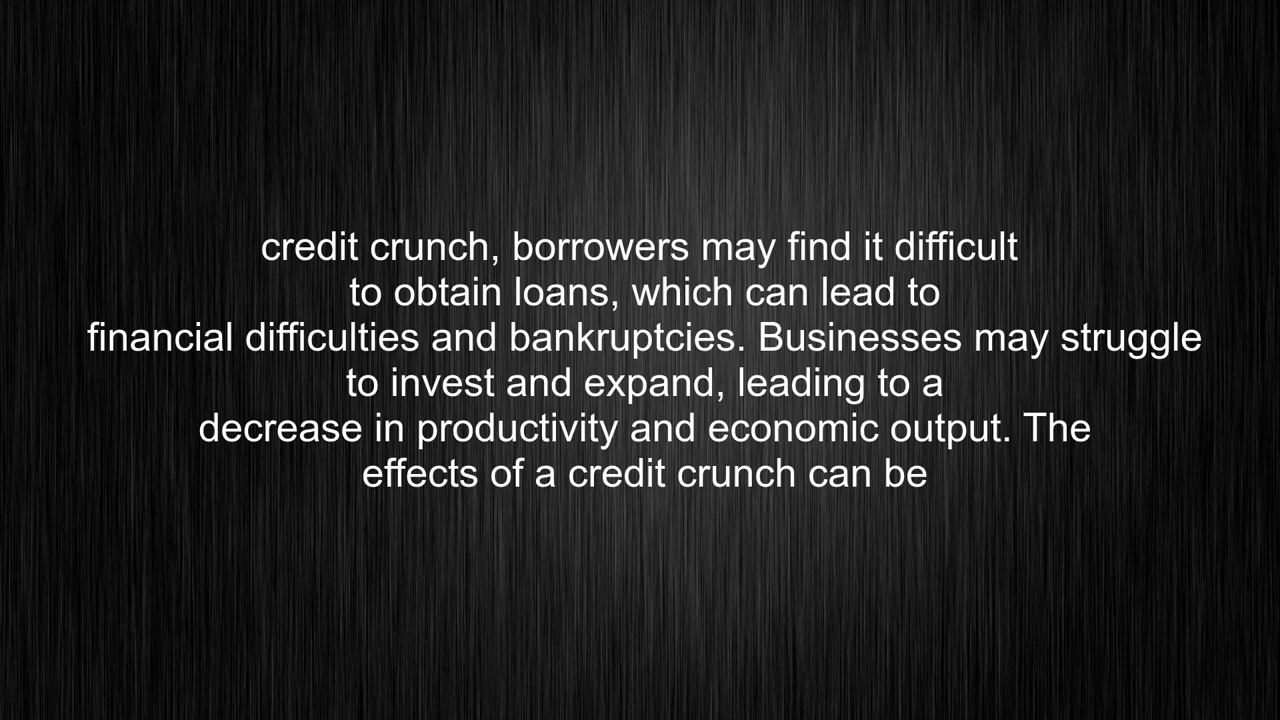 credit crunch, borrowers may find it difficult
to obtain loans, which can lead to
financial difficulties and bankruptcies. Businesses may struggle
to invest and expand, leading to a
decrease in productivity and economic output. The
effects of a credit crunch can be